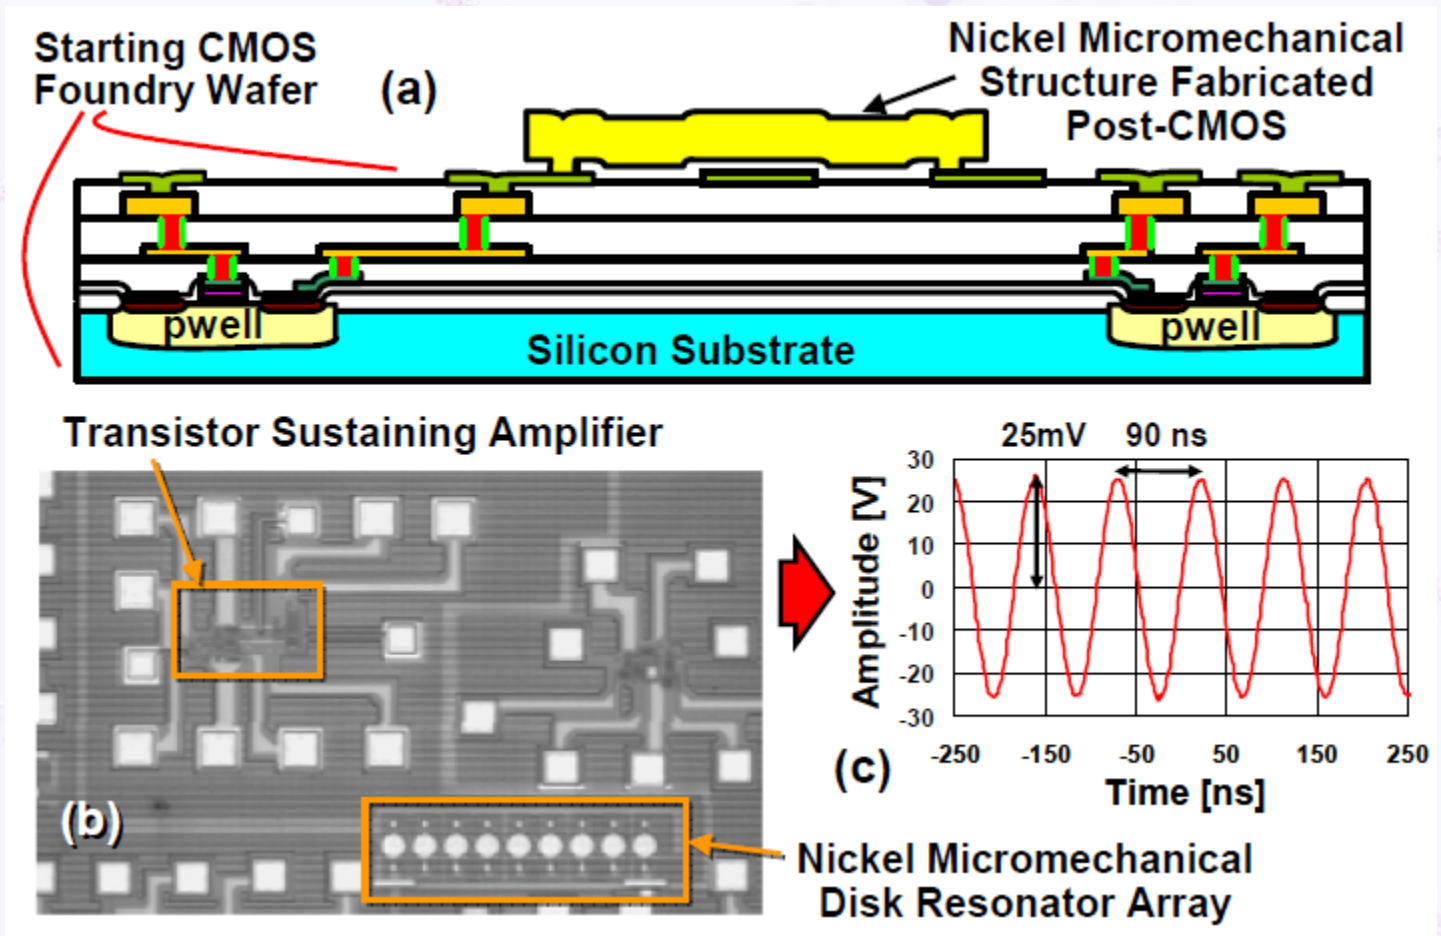 Starting CMOS
Foundry Wafer
(a)
Nickel Micromechanical
Structure Fabricated
Post-CMOS
pwell
Silicon Substrate
pwell
Transistor Sustaining Amplifier
(b)
25mV
90 ns
Amplitude [V]
30
20
10
0
-10
-20
-30
-250
-150
-50
50
150
250
Time [ns]
(c)
Nickel Micromechanical
Disk Resonator Array